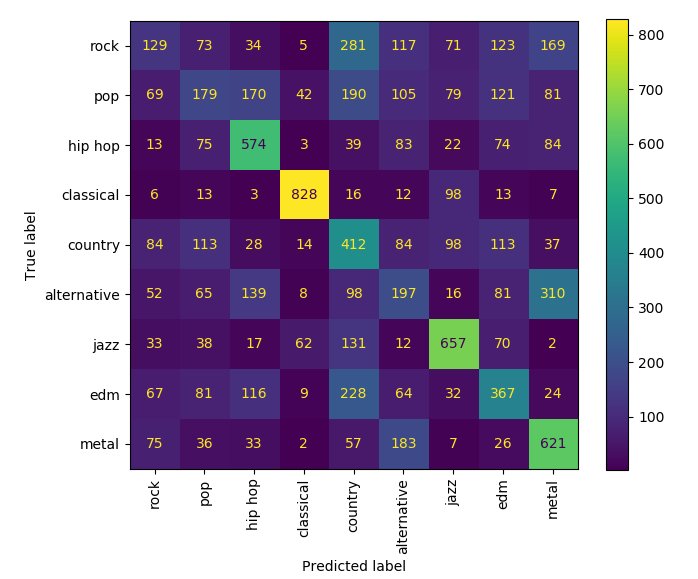 800
rock 129 73 34 5 281 117 71 123 169
pop 69 179 170 42 190 105 79 121 81
700
hip hop 13 75 574 3 39 83 22 74 84
600
classical 6 13 3 828 16 12 98 13 7
500
True label
country 84 113 28 14 412 84 98 113 37
400
alternative 52 65 139 8 98 197 16 81 310
300
jazz 33 38 17 62 131 12 657 70 2
200
edm 67 81 116 9 228 64 32 367 24
100
metal 75 36 33 2 57 183 7 26 621
rock pop hip hop classical country alternative jazz edm metal
Predicted label